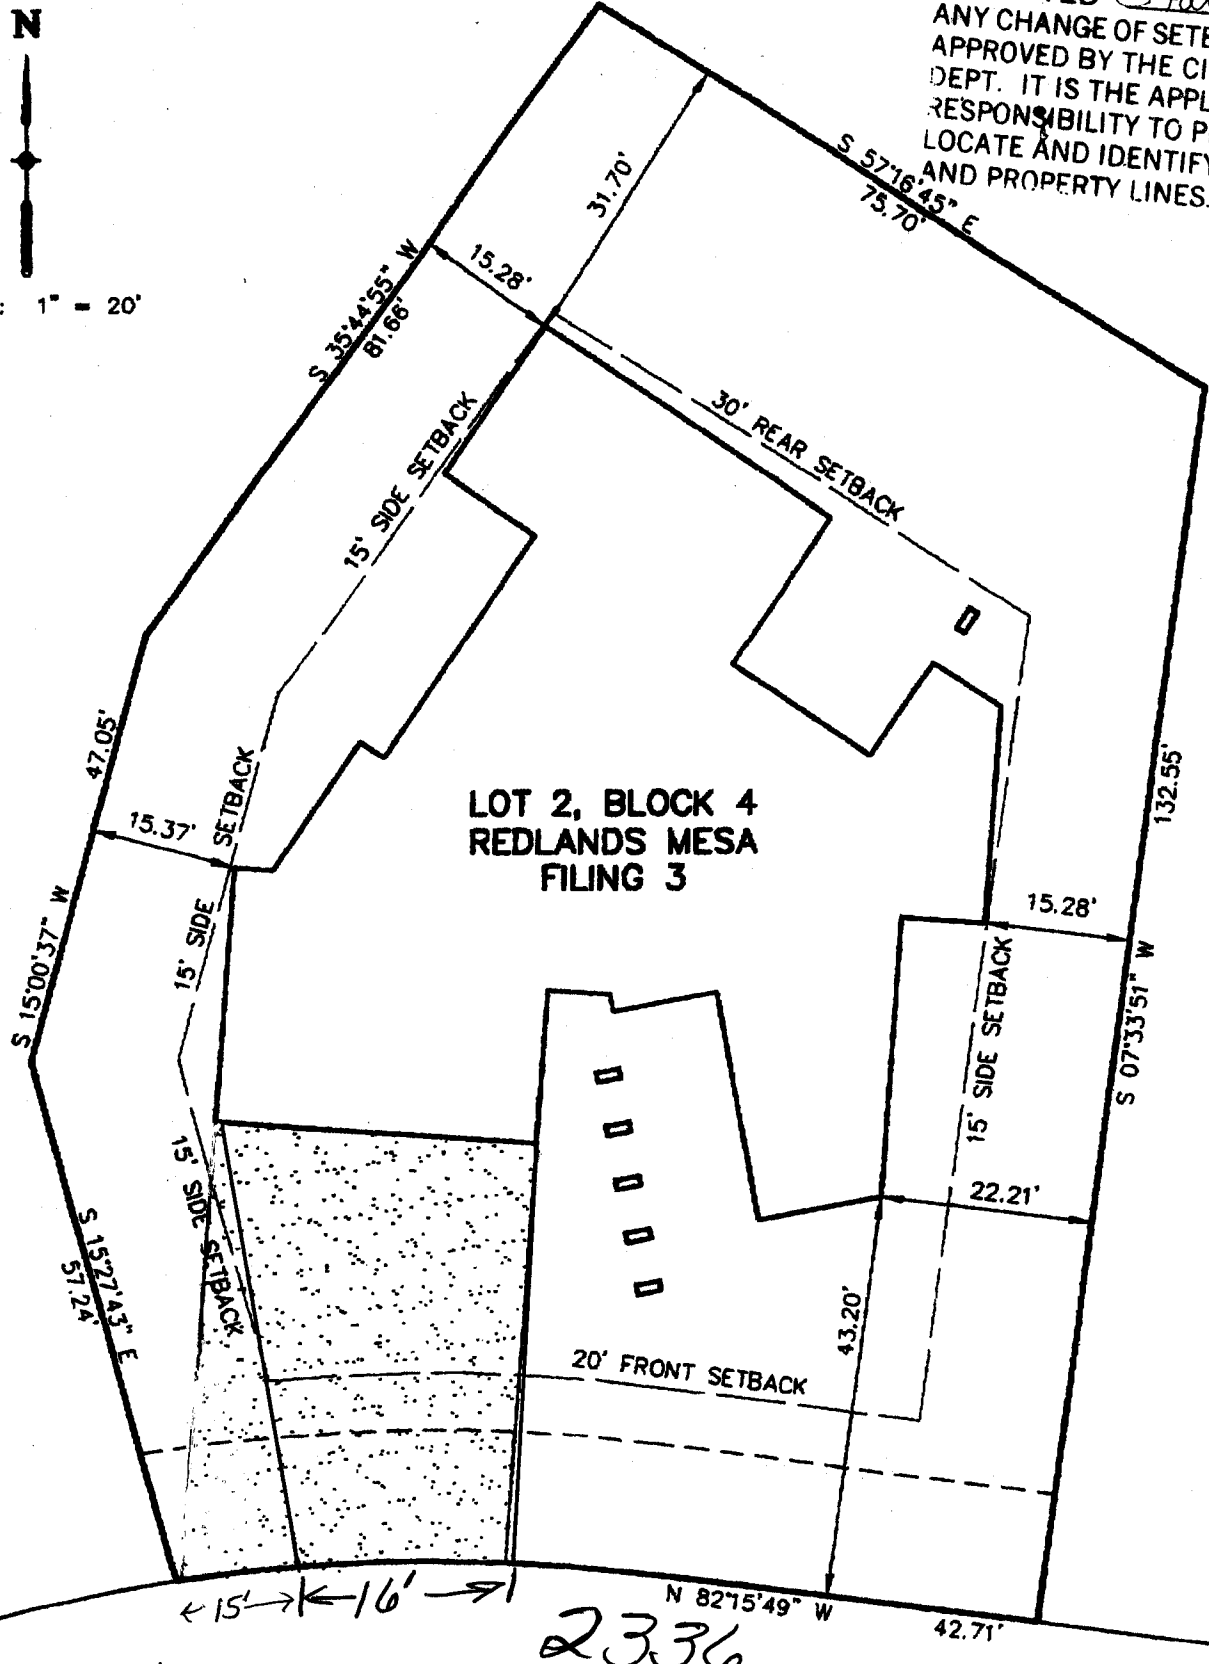 N
: 1" = 20'
ANY CHANGE OF
APPROVED BY THE
DEPT. IT IS THE
RESPONSIBILITY TO
LOCATE AND IDENTIFY
AND PROPERTY LINES.
S 57°16'45" E
75.70'
31.70'
15.28'
S 35°44'55" W
81.66'
15' SIDE SETBACK
30' REAR SETBACK
47.05'
15.37'
15' SIDE SETBACK
S 15°00'37" W
LOT 2, BLOCK 4
REDLANDS MESA
FILING 3
132.55'
15.28'
S 07°33'51" W
15' SIDE SETBACK
22.21'
15' SIDE SETBACK
S 15°27'43" E
57.24'
43.20'
20' FRONT SETBACK
15'
16'
N 82°15'49" W
42.71'
2336